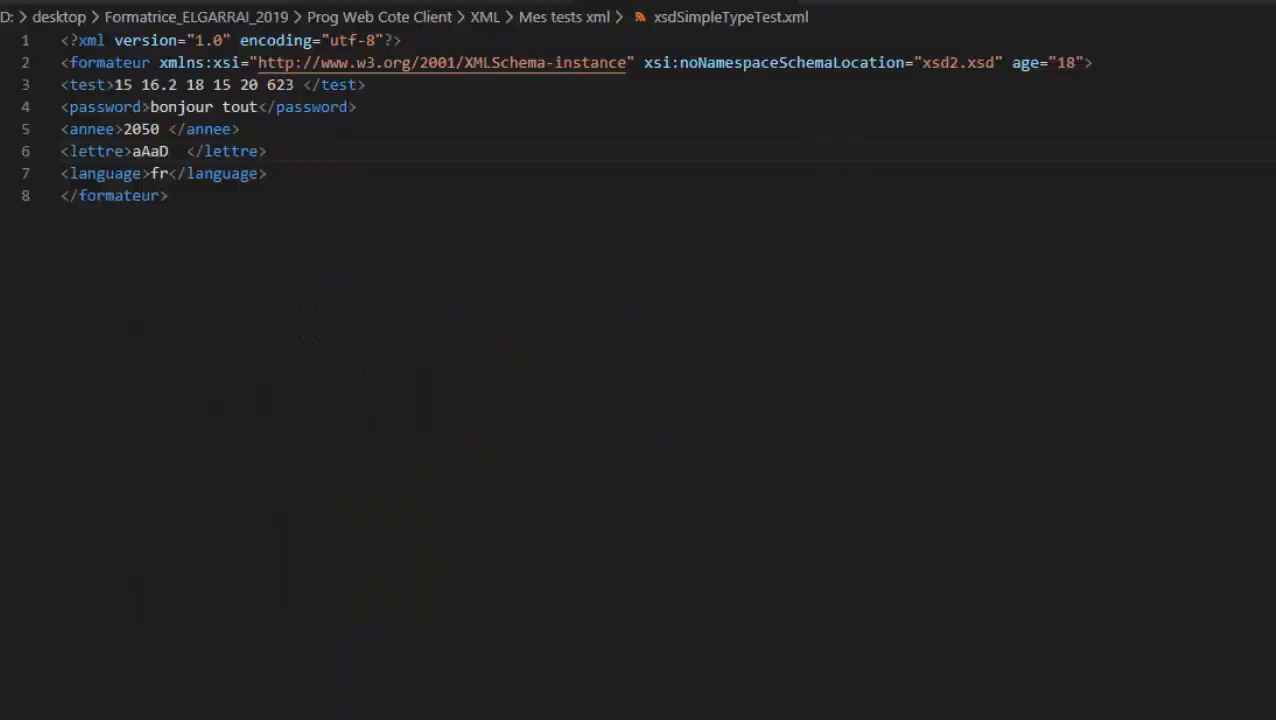 D: > desktop > Formatrice_ELGARRAI_2019 > Prog Web Cote Client > XML > Mes tests xml > xsdSimpleTypeTest.xml
1 <?xml version="1.0" encoding="utf-8"?>
2 <formateur xmlns:xsi="http://www.w3.org/2001/XMLSchema-instance" xsi:noNamespaceSchemaLocation="xsd2.xsd" age="18">
3 <test>15 16.2 18 15 20 623 </test>
4 <password>bonjour tout</password>
5 <annee>2050 </annee>
6 <lettre>aAaD  </lettre>
7 <language>fr</language>
8 </formateur>